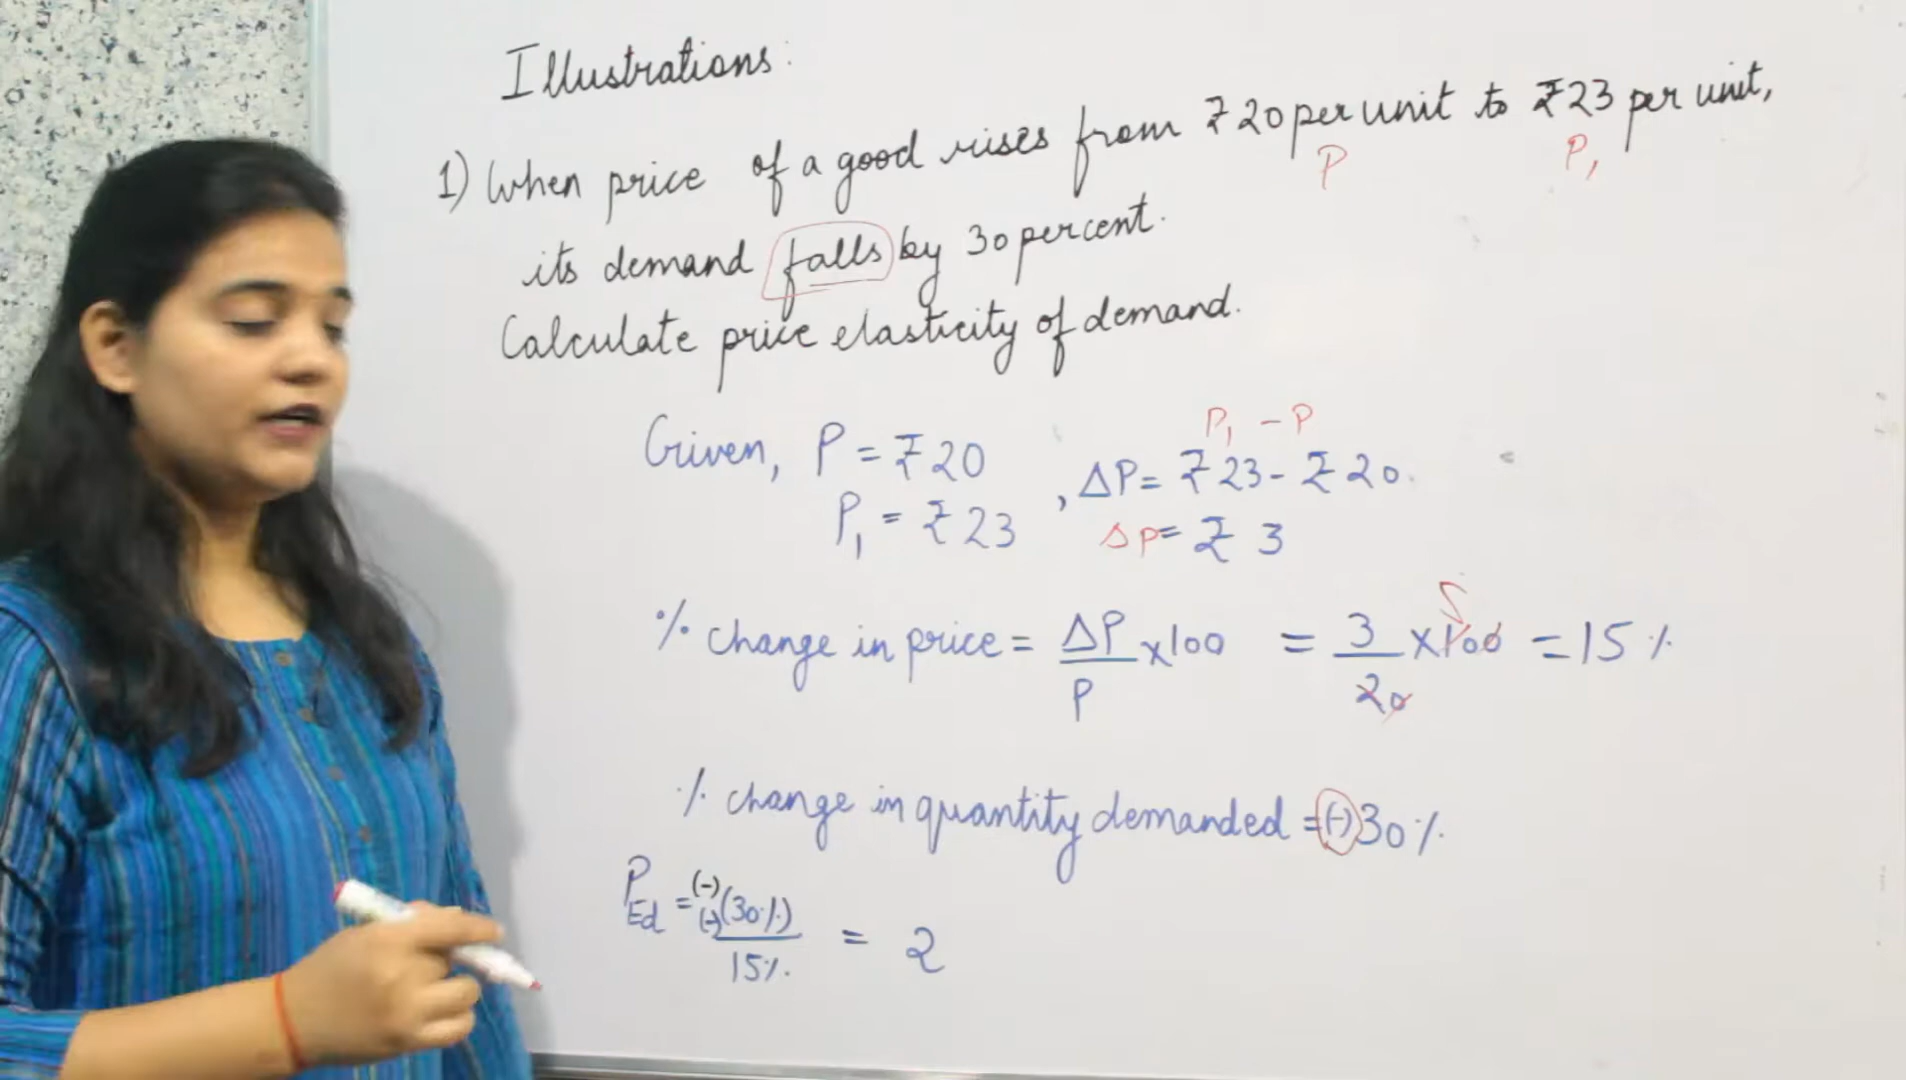 Illustrations:
1) When price of a good rises from ₹20 per unit to ₹23 per unit,
P P₁
its demand falls by 30 percent.
Calculate price elasticity of demand.
P₁ - P
Given, P = ₹20 , ΔP = ₹23 - ₹20.
P₁ = ₹23 ΔP = ₹ 3
5
% change in price = ΔP/P ×100 = 3/20 ×100 = 15%
% change in quantity demanded = (-)30%
P_Ed = (-) (-)(30%)/15% = 2